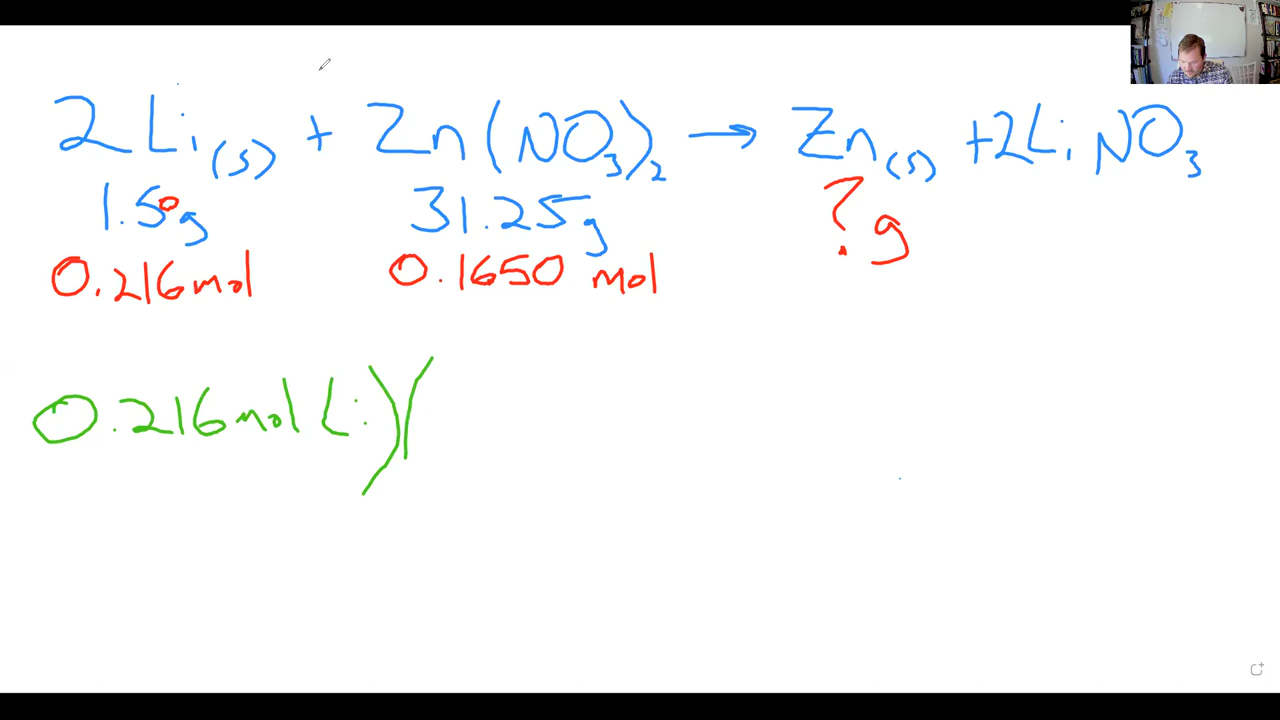 2Li(s) + Zn(NO3)2 → Zn(s) + 2LiNO3
1.50g 31.25g ? g
0.216mol 0.1650 mol
0.216mol Li)(